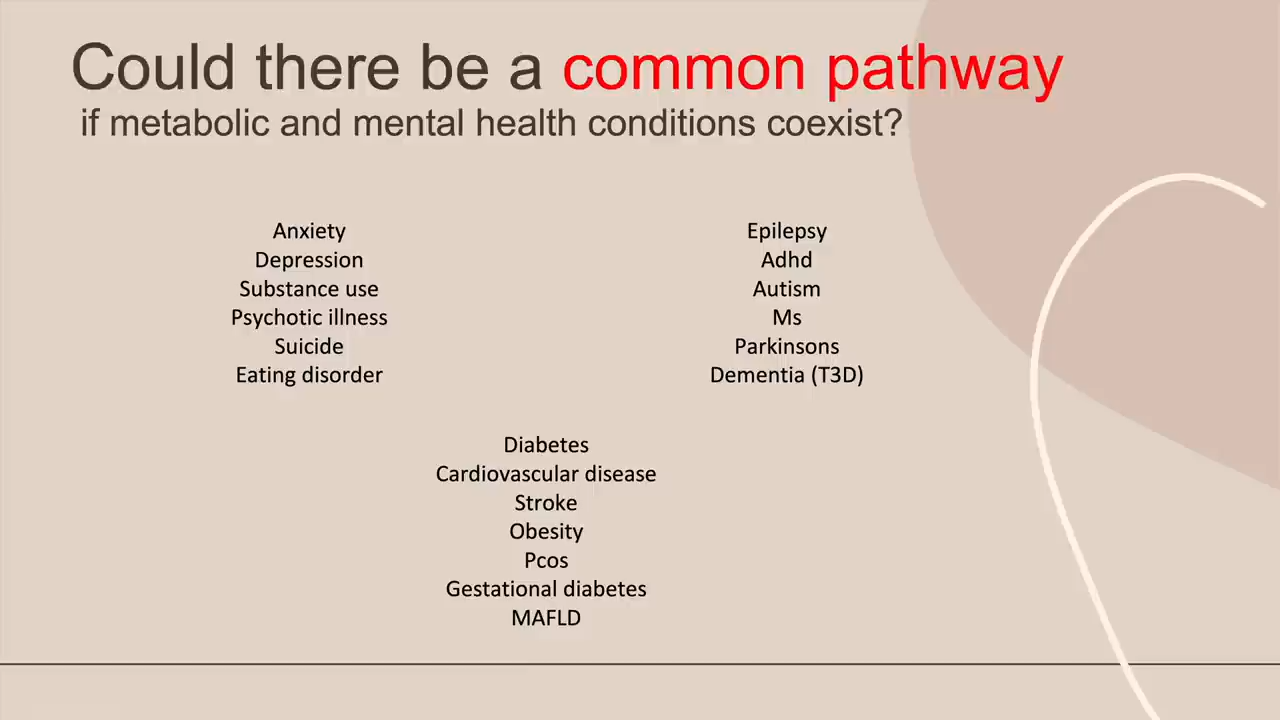 Could there be a common pathway
if metabolic and mental health conditions coexist?
Anxiety
Depression
Substance use
Psychotic illness
Suicide
Eating disorder
Epilepsy
Adhd
Autism
Ms
Parkinsons
Dementia (T3D)
Diabetes
Cardiovascular disease
Stroke
Obesity
Pcos
Gestational diabetes
MAFLD